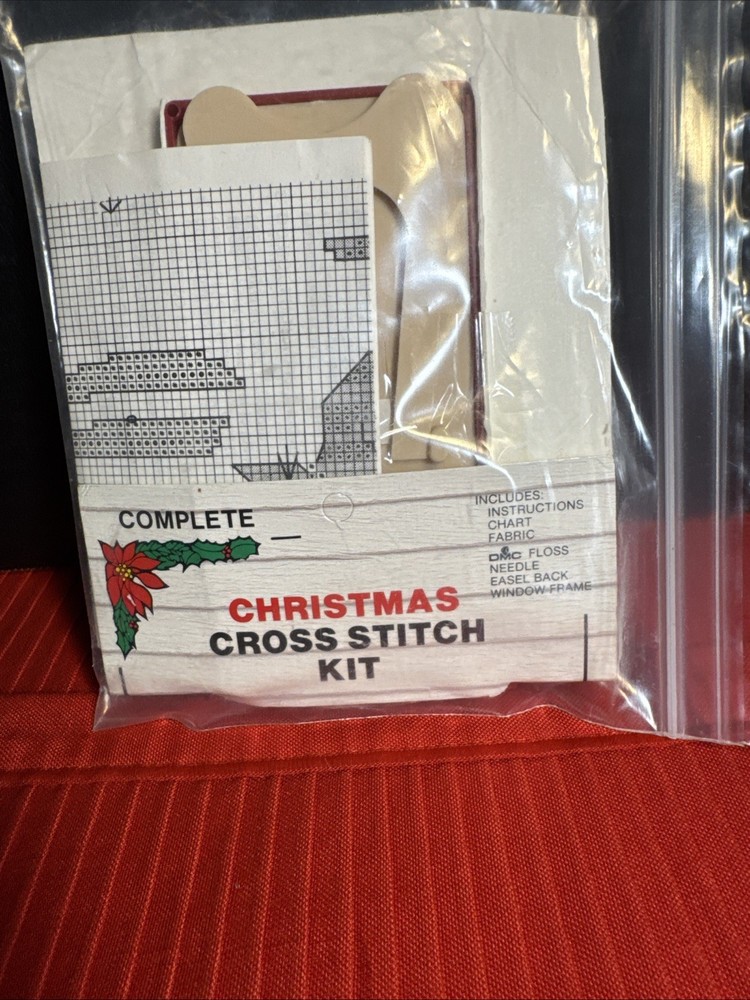 COMPLETE
CHRISTMAS
CROSS STITCH
KIT
INCLUDES:
INSTRUCTIONS
CHART
FABRIC
DMC FLOSS
NEEDLE
EASEL BACK
WINDOW FRAME